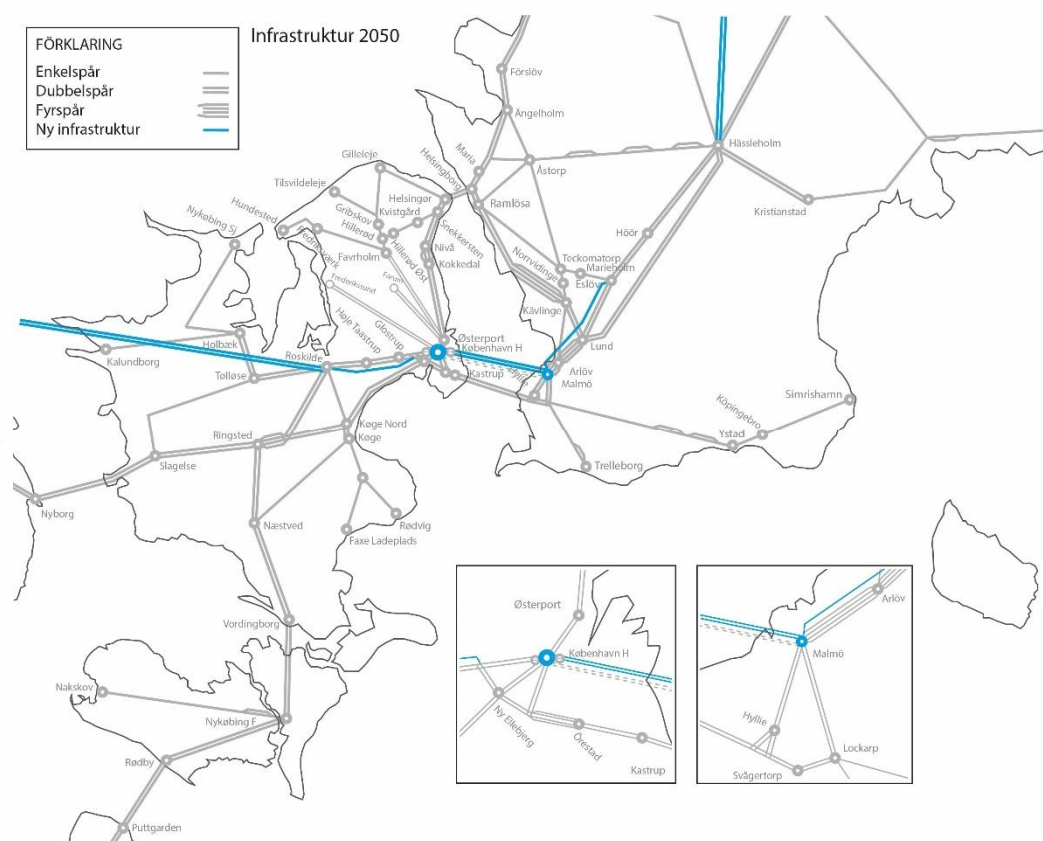 Infrastruktur 2050
FÖRKLARING
Enkelspår
Dubbelspår
Fyrspår
Ny infrastruktur
Förslöv
Ängelholm
Maria
Helsingborg
Åstorp
Hässleholm
Kristianstad
Ramlösa
Höör
Gilleleje
Tilsvildeleje
Helsingør
Kvistgård
Snekkersten
Hundested
Gribskov
Hillerød
Hillerød Øst
Nykøbing Sj
Fredriksværk
Favrholm
Nivå
Kokkedal
Frederikssund
Farum
Norrvidinge
Teckomatorp
Marieholm
Eslöv
Kävlinge
Lund
Høje Taastrup
Glostrup
Østerport
København H
Kastrup
Hyllie
Arlöv
Malmö
Kalundborg
Holbæk
Roskilde
Tølløse
Simrishamn
Köpingebro
Ystad
Trelleborg
Køge Nord
Køge
Ringsted
Slagelse
Nyborg
Næstved
Rødvig
Faxe Ladeplads
Vordingborg
Nakskov
Nykøbing F
Rødby
Puttgarden
Østerport
København H
Ny Ellebjerg
Örestad
Kastrup
Arlöv
Malmö
Hyllie
Lockarp
Svågertorp